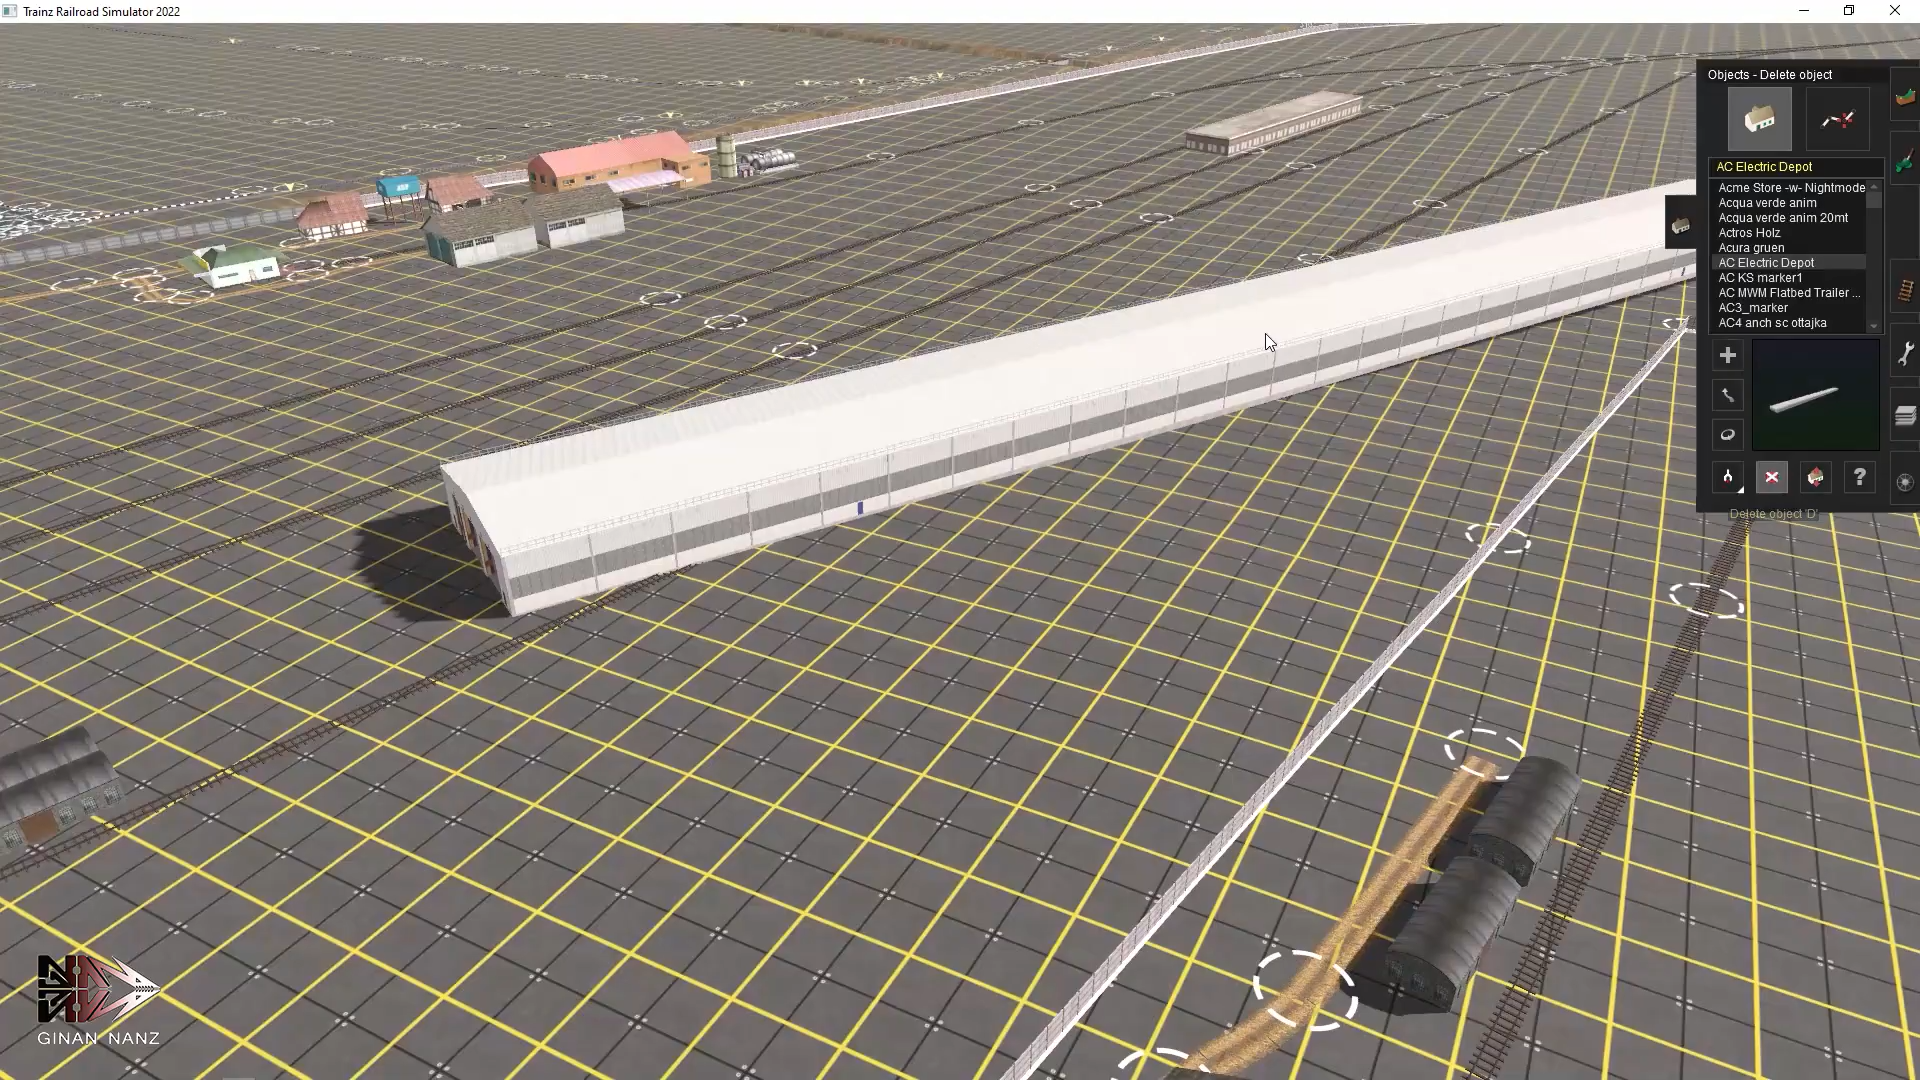 Trainz Railroad Simulator 2022
Objects - Delete object
AC Electric Depot
Acme Store -w- Nightmode
Acqua verde anim
Acqua verde anim 20mt
Actros Holz
Acura gruen
AC Electric Depot
AC KS marker1
AC MWM Flatbed Trailer ...
AC3_marker
AC4 anch sc ottajka
?
Delete object 'D'
GINAN NANZ